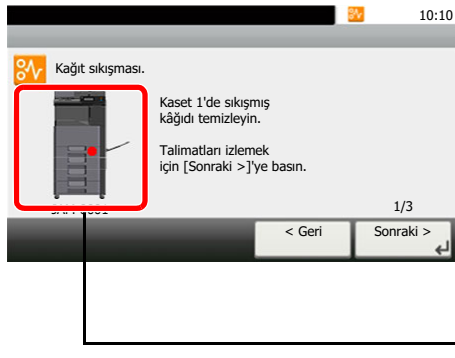 10:10
Kağıt sıkışması.
Kaset 1'de sıkışmış
kâğıdı temizleyin.
Talimatları izlemek
için [Sonraki >]'ye basın.
1/3
< Geri
Sonraki >